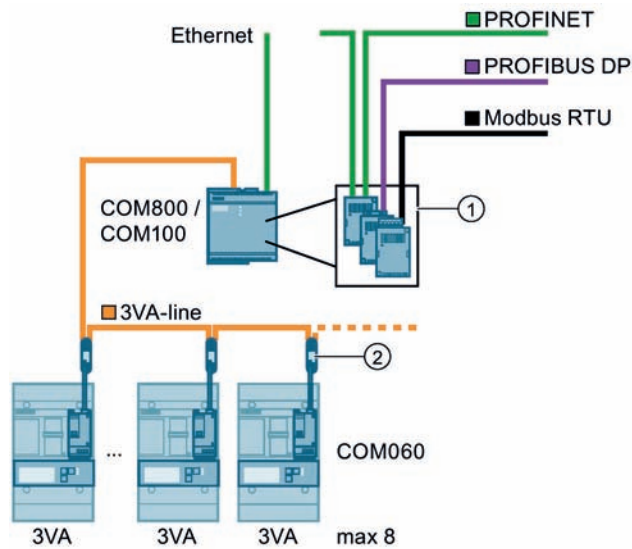 Ethernet
PROFINET
PROFIBUS DP
Modbus RTU
COM800 /
COM100
1
3VA-line
2
...
COM060
3VA
3VA
3VA
max 8